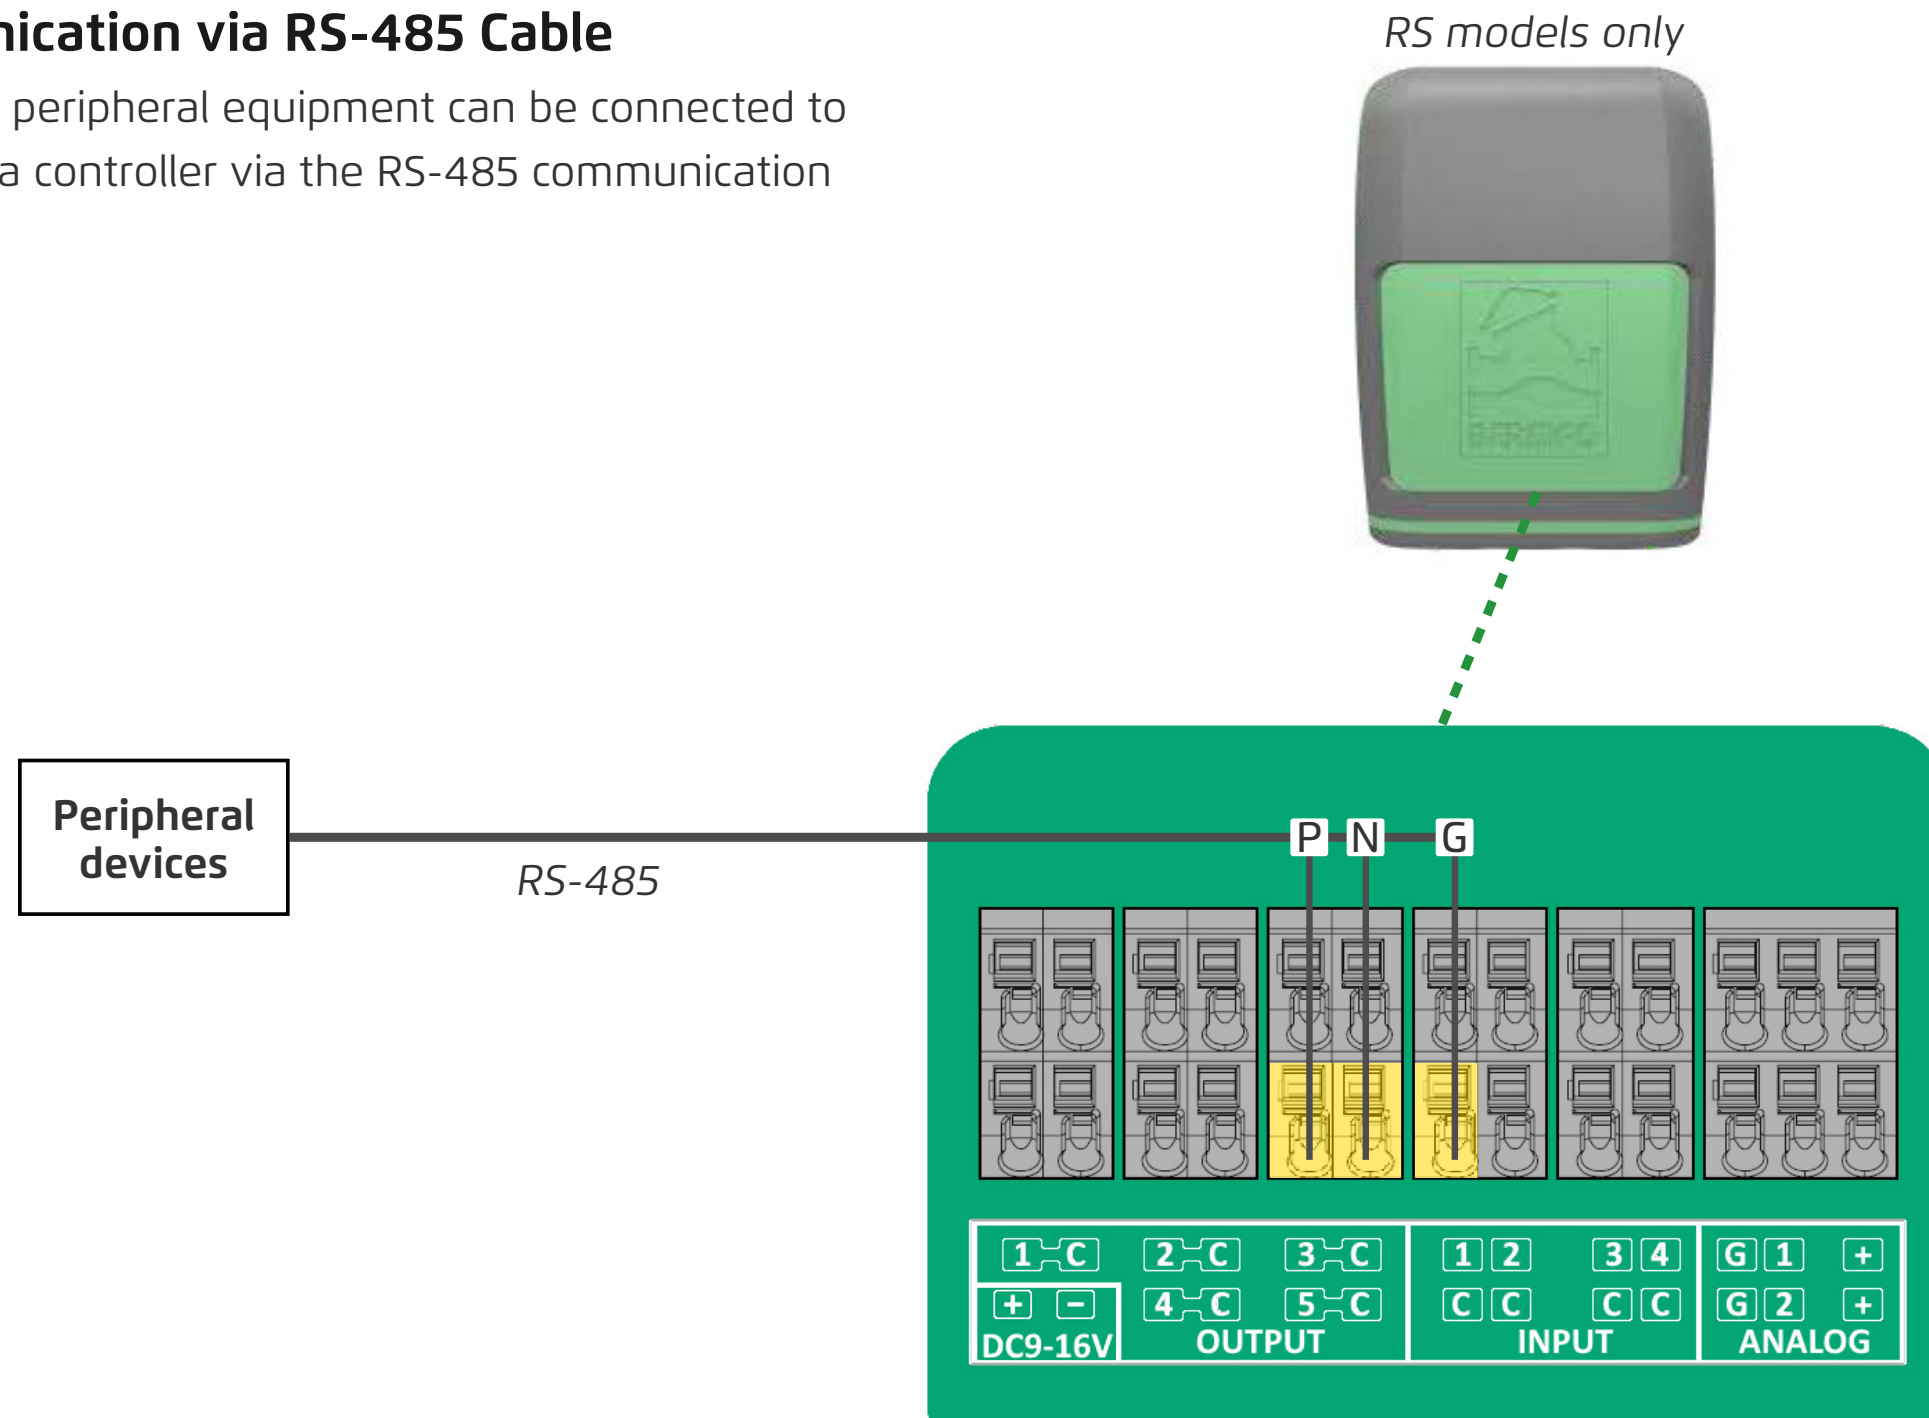 nication via RS-485 Cable
peripheral equipment can be connected to
a controller via the RS-485 communication
RS models only
Peripheral
devices
RS-485
P N G
1 C 2 C 3 C 1 2 3 4 G 1 +
+ - 4 C 5 C C C C C G 2 +
DC9-16V OUTPUT INPUT ANALOG